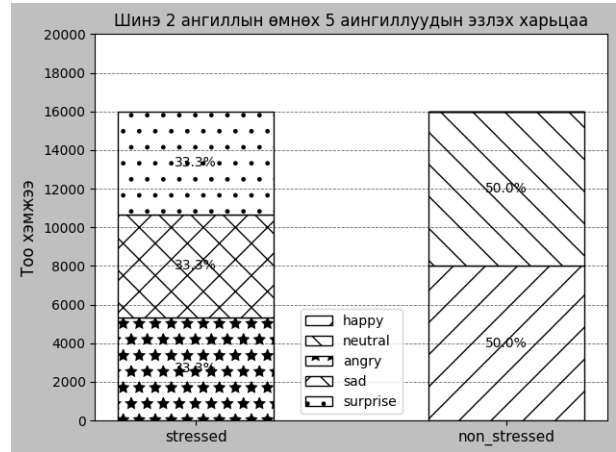 Шинэ 2 ангиллын өмнөх 5 аингиллуудын эзлэх харьцаа
Тоо хэмжээ
20000
18000
16000
14000
12000
10000
8000
6000
4000
2000
0
33.3%
33.3%
33.3%
50.0%
50.0%
happy
neutral
angry
sad
surprise
stressed
non_stressed